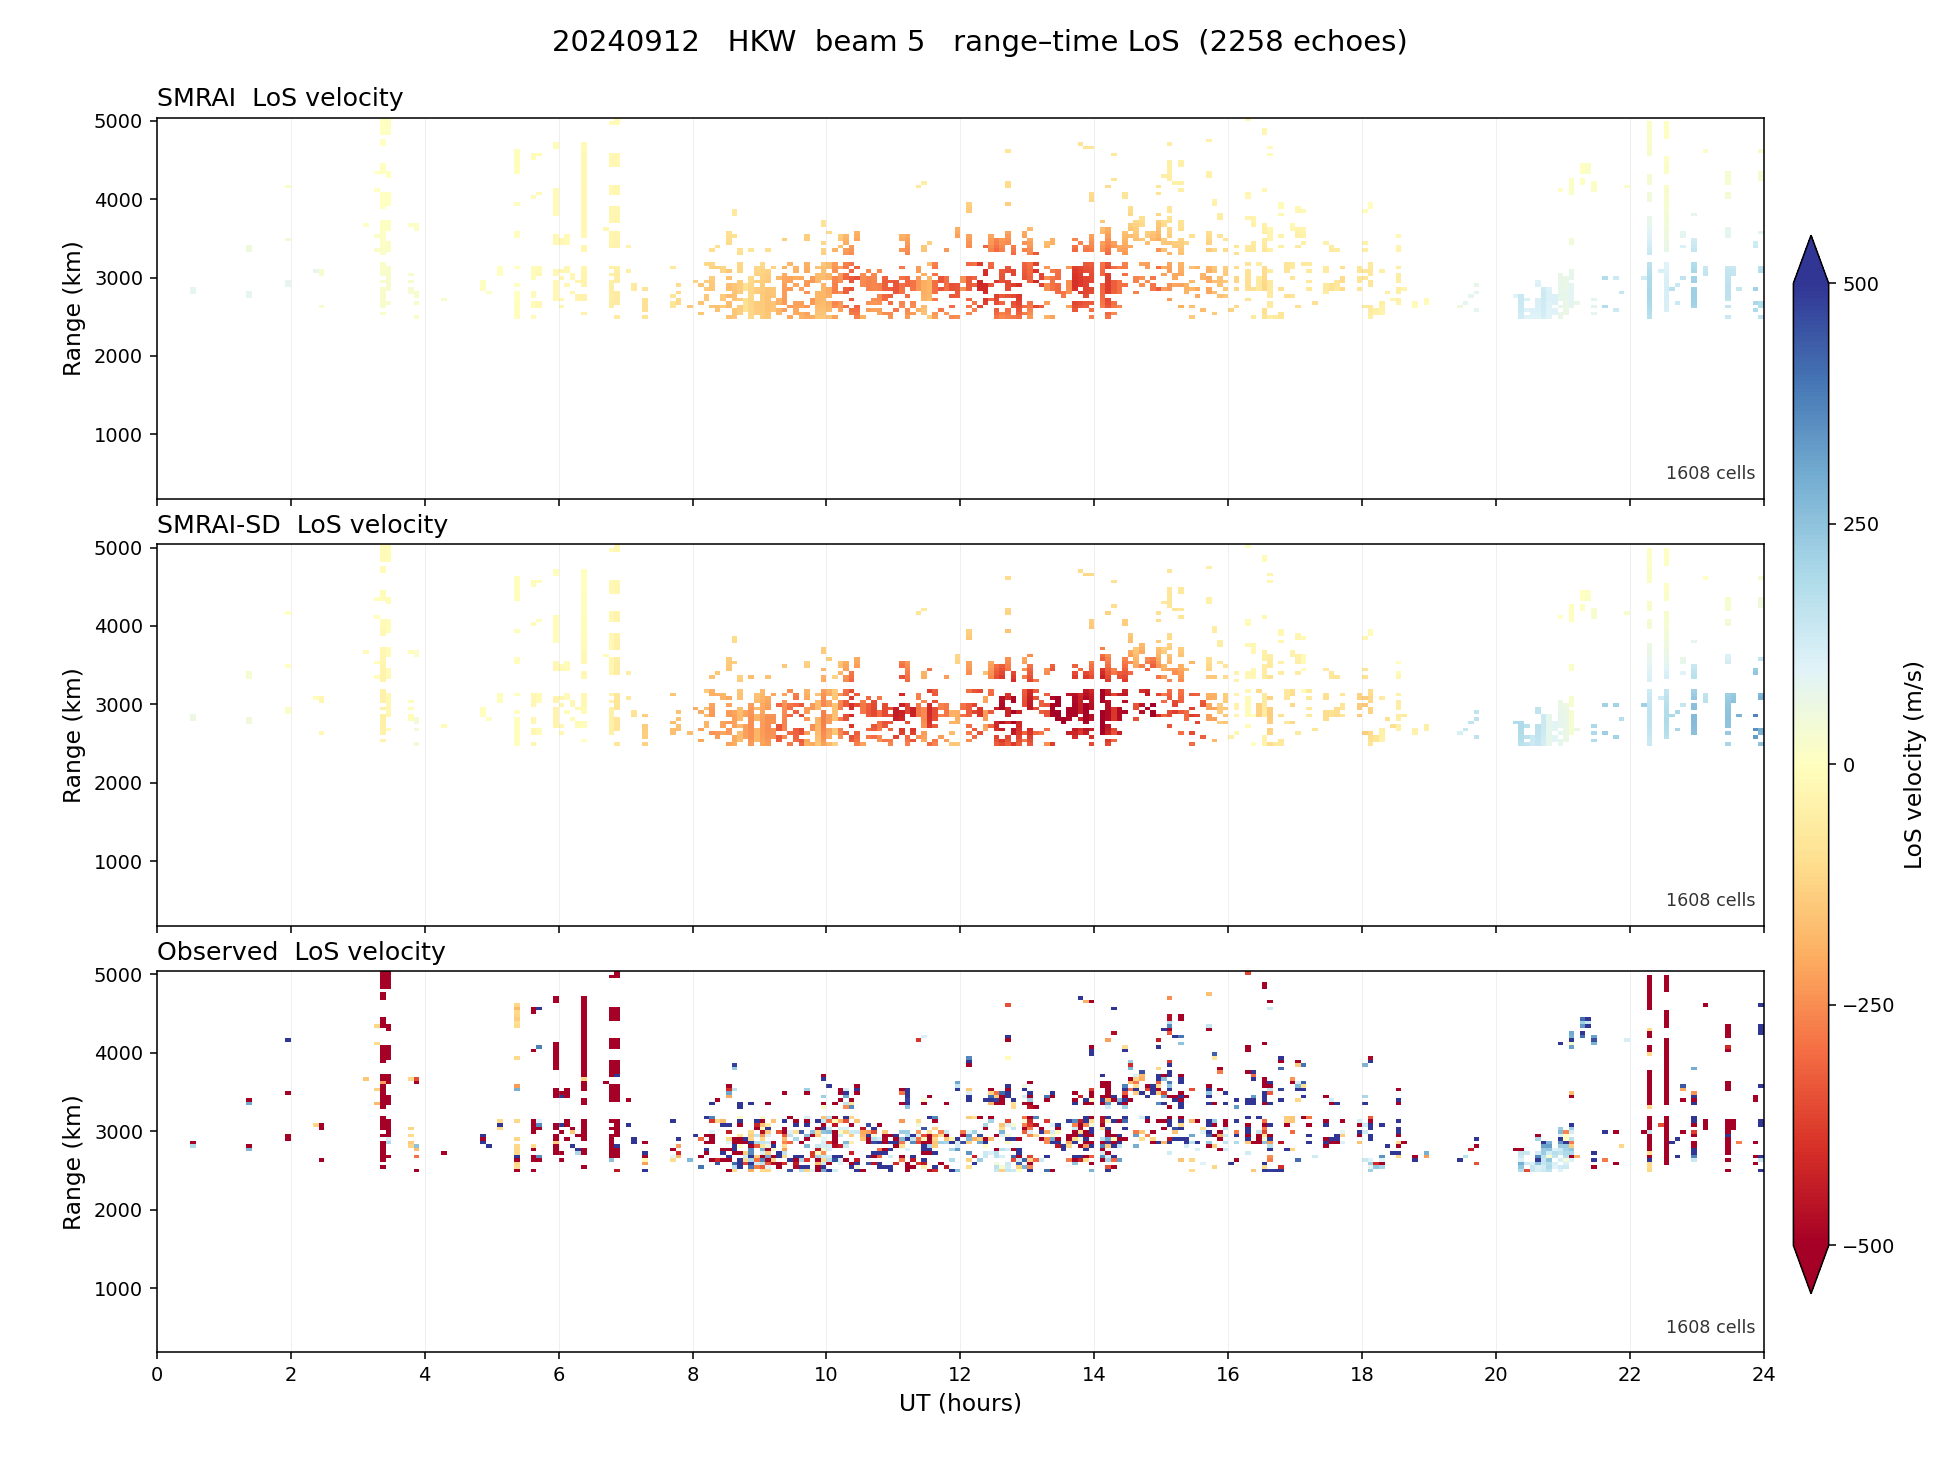 20240912   HKW  beam 5   range–time LoS  (2258 echoes)
SMRAI  LoS velocity
5000
4000
3000
2000
1000
Range (km)
1608 cells
SMRAI-SD  LoS velocity
5000
4000
3000
2000
1000
Range (km)
1608 cells
Observed  LoS velocity
5000
4000
3000
2000
1000
Range (km)
1608 cells
0 2 4 6 8 10 12 14 16 18 20 22 24
UT (hours)
500
250
0
−250
−500
LoS velocity (m/s)